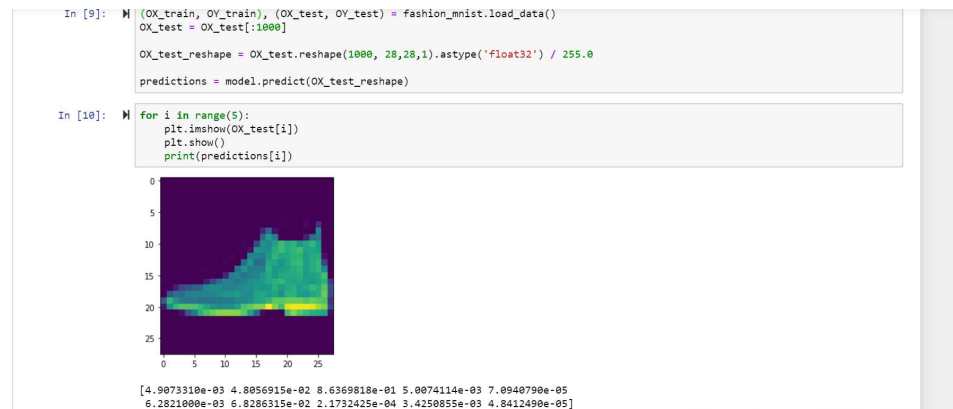 In [9]:
(OX_train, OY_train), (OX_test, OY_test) = fashion_mnist.load_data()
OX_test = OX_test[:1000]
OX_test_reshape = OX_test.reshape(1000, 28,28,1).astype('float32') / 255.0
predictions = model.predict(OX_test_reshape)
In [10]:
for i in range(5):
    plt.imshow(OX_test[i])
    plt.show()
    print(predictions[i])
0
5
10
15
20
25
0 5 10 15 20 25
[4.9073310e-03 4.8056915e-02 8.6369818e-01 5.0074114e-03 7.0940790e-05
 6.2821000e-03 6.8286315e-02 2.1732425e-04 3.4250855e-03 4.8412490e-05]